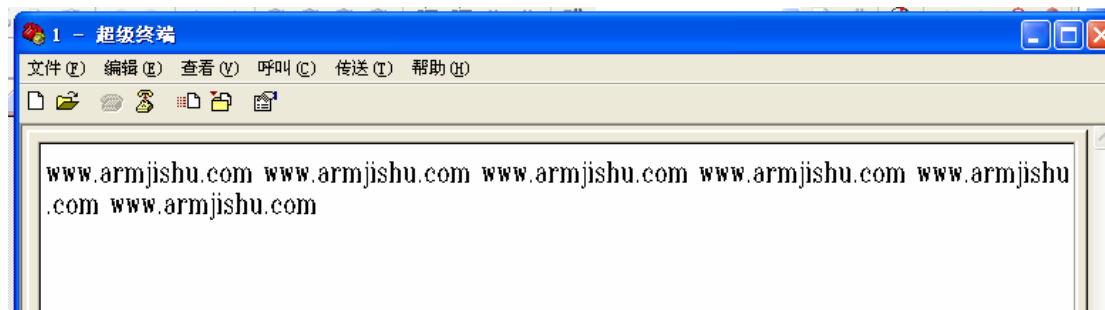 1 - 超级终端
文件(F) 编辑(E) 查看(V) 呼叫(C) 传送(T) 帮助(H)
www.armjishu.com www.armjishu.com www.armjishu.com www.armjishu.com www.armjishu
.com www.armjishu.com